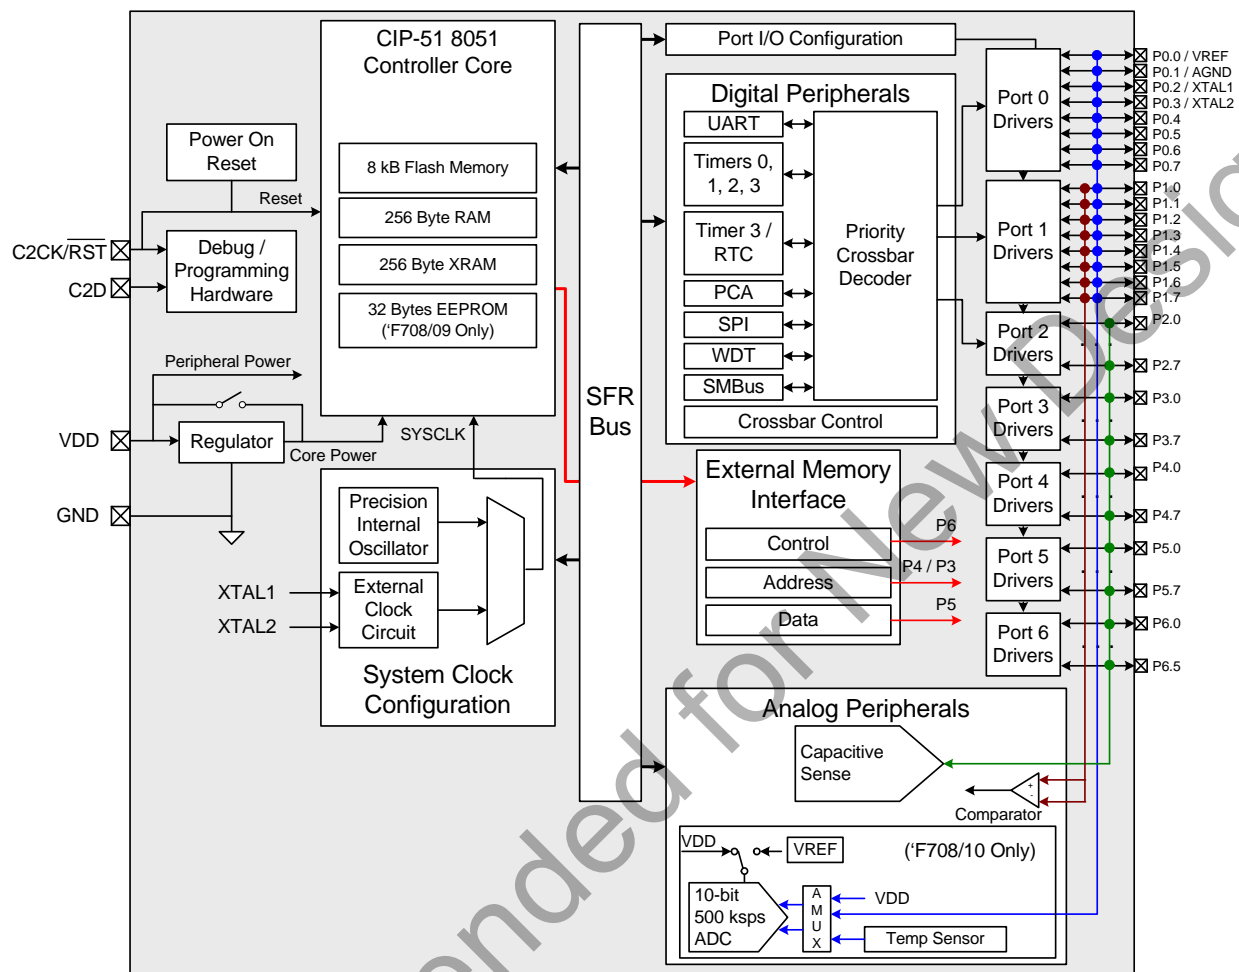 CIP-51 8051
Controller Core
8 kB Flash Memory
256 Byte RAM
256 Byte XRAM
32 Bytes EEPROM
(‘F708/09 Only)
Power On
Reset
Reset
Debug /
Programming
Hardware
C2CK/RST
C2D
Peripheral Power
VDD
Regulator
Core Power
GND
SYSCLK
Precision
Internal
Oscillator
External
Clock
Circuit
XTAL1
XTAL2
System Clock
Configuration
SFR
Bus
Port I/O Configuration
Digital Peripherals
UART
Timers 0,
1, 2, 3
Timer 3 /
RTC
PCA
SPI
WDT
SMBus
Priority
Crossbar
Decoder
Crossbar Control
External Memory
Interface
Control
Address
Data
P6
P4 / P3
P5
Port 0
Drivers
Port 1
Drivers
Port 2
Drivers
Port 3
Drivers
Port 4
Drivers
Port 5
Drivers
Port 6
Drivers
P0.0 / VREF
P0.1 / AGND
P0.2 / XTAL1
P0.3 / XTAL2
P0.4
P0.5
P0.6
P0.7
P1.0
P1.1
P1.2
P1.3
P1.4
P1.5
P1.6
P1.7
P2.0
P2.7
P3.0
P3.7
P4.0
P4.7
P5.0
P5.7
P6.0
P6.5
Analog Peripherals
Capacitive
Sense
+
-
Comparator
VDD
VREF
(‘F708/10 Only)
10-bit
500 ksps
ADC
A
M
U
X
VDD
Temp Sensor
ended for New Desig